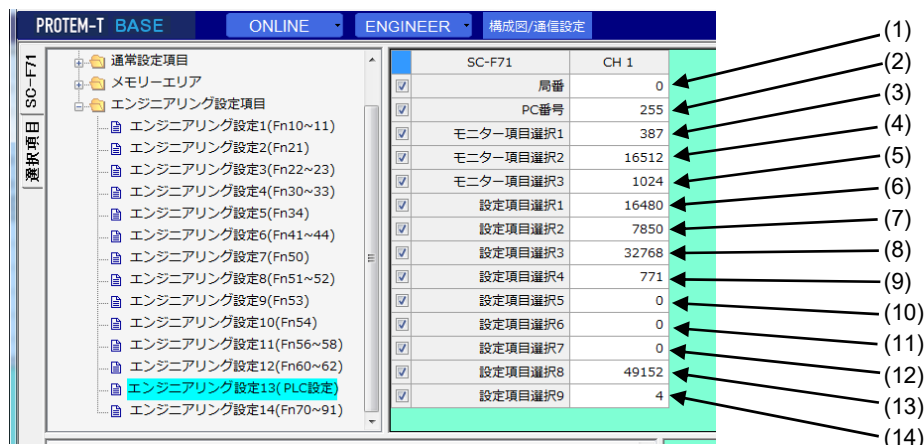 PROTEM-T BASE ONLINE ENGINEER 構成図/通信設定
SC-F71
選択項目
通常設定項目
メモリーエリア
エンジニアリング設定項目
エンジニアリング設定1(Fn10~11)
エンジニアリング設定2(Fn21)
エンジニアリング設定3(Fn22~23)
エンジニアリング設定4(Fn30~33)
エンジニアリング設定5(Fn34)
エンジニアリング設定6(Fn41~44)
エンジニアリング設定7(Fn50)
エンジニアリング設定8(Fn51~52)
エンジニアリング設定9(Fn53)
エンジニアリング設定10(Fn54)
エンジニアリング設定11(Fn56~58)
エンジニアリング設定12(Fn60~62)
エンジニアリング設定13( PLC設定)
エンジニアリング設定14(Fn70~91)
SC-F71 CH 1
局番 0
PC番号 255
モニター項目選択1 387
モニター項目選択2 16512
モニター項目選択3 1024
設定項目選択1 16480
設定項目選択2 7850
設定項目選択3 32768
設定項目選択4 771
設定項目選択5 0
設定項目選択6 0
設定項目選択7 0
設定項目選択8 49152
設定項目選択9 4
(1)
(2)
(3)
(4)
(5)
(6)
(7)
(8)
(9)
(10)
(11)
(12)
(13)
(14)